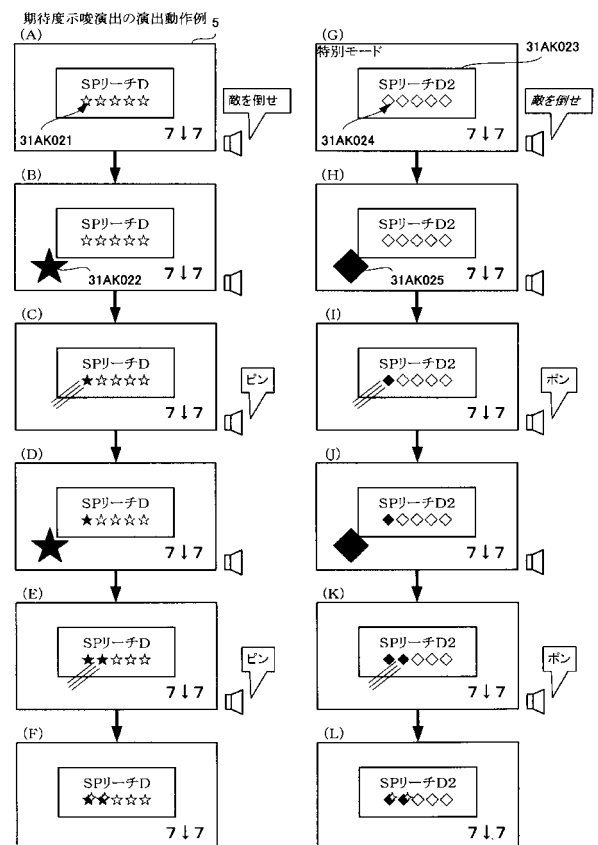 期待度示唆演出の演出動作例
5
(A)
SPリーチD
☆☆☆☆☆
31AK021
7↓7
敵を倒せ
(B)
SPリーチD
☆☆☆☆☆
31AK022
7↓7
(C)
SPリーチD
★☆☆☆☆
7↓7
ピン
(D)
SPリーチD
★☆☆☆☆
7↓7
(E)
SPリーチD
★★☆☆☆
7↓7
ピン
(F)
SPリーチD
★★☆☆☆
7↓7
(G)
特別モード
31AK023
SPリーチD2
◇◇◇◇◇
31AK024
7↓7
敵を倒せ
(H)
SPリーチD2
◇◇◇◇◇
31AK025
7↓7
(I)
SPリーチD2
◆◇◇◇◇
7↓7
ポン
(J)
SPリーチD2
◆◇◇◇◇
7↓7
(K)
SPリーチD2
◆◆◇◇◇
7↓7
ポン
(L)
SPリーチD2
◆◆◇◇◇
7↓7